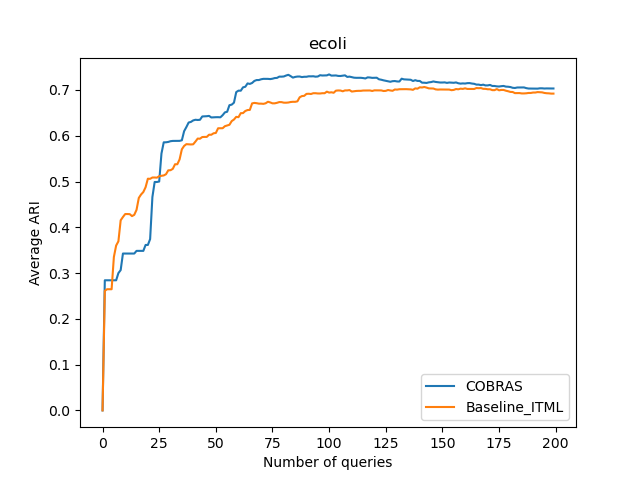 ecoli
Average ARI
0.7
0.6
0.5
0.4
0.3
0.2
0.1
0.0
0 25 50 75 100 125 150 175 200
Number of queries
COBRAS
Baseline_ITML